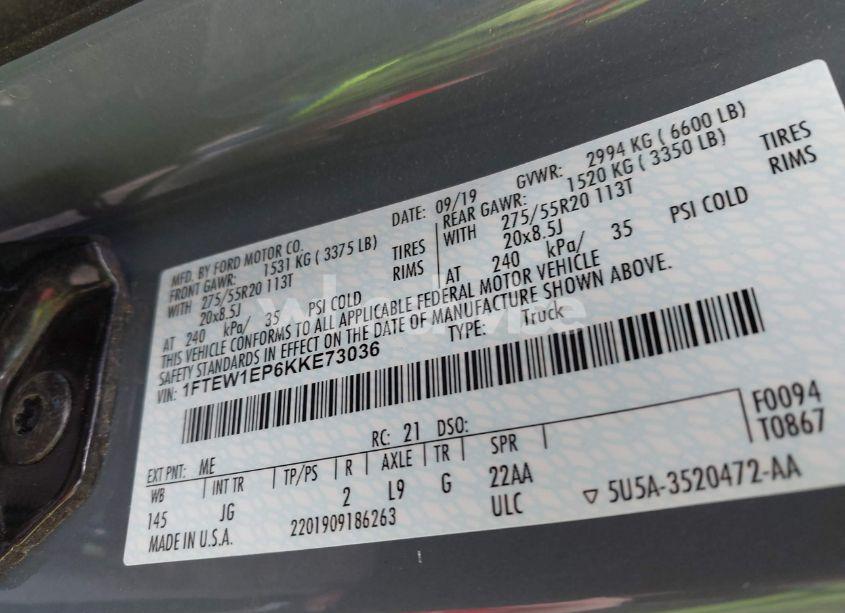 MFD. BY FORD MOTOR CO. DATE: 09/19 GVWR: 2994 KG ( 6600 LB)
FRONT GAWR: 1531 KG ( 3375 LB) REAR GAWR: 1520 KG ( 3350 LB)
WITH 275/55R20 113T TIRES WITH 275/55R20 113T TIRES
20x8.5J RIMS 20x8.5J RIMS
AT 240 kPa/ 35 PSI COLD AT 240 kPa/ 35 PSI COLD
THIS VEHICLE CONFORMS TO ALL APPLICABLE FEDERAL MOTOR VEHICLE
SAFETY STANDARDS IN EFFECT ON THE DATE OF MANUFACTURE SHOWN ABOVE.
VIN: 1FTEW1EP6KKE73036 TYPE: Truck
F0094
T0867
EXT PNT: ME RC: 21 DSO:
WB INT TR TP/PS R AXLE TR SPR
145 JG 2 L9 G 22AA
MADE IN U.S.A. 2201909186263 ULC ▽ 5U5A-3520472-AA